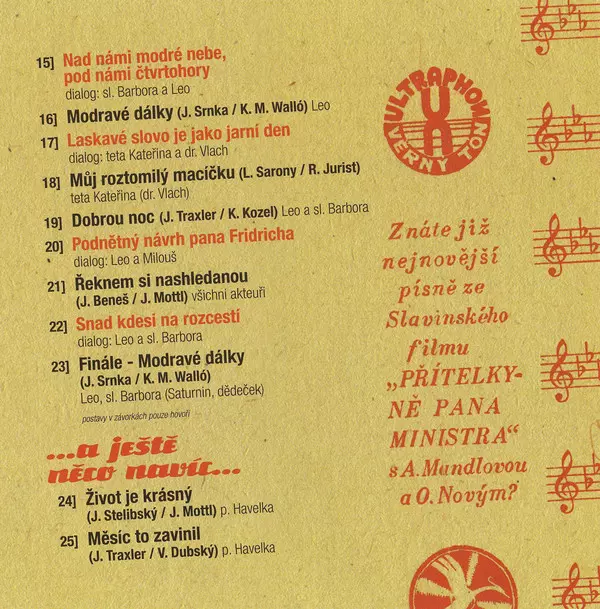 15] Nad námi modré nebe,
pod námi čtvrtohory
dialog: sl. Barbora a Leo
16] Modravé dálky (J. Srnka / K. M. Walló) Leo
17] Laskavé slovo je jako jarní den
dialog: teta Kateřina a dr. Vlach
18] Můj roztomilý macíčku (L. Sarony / R. Jurist)
teta Kateřina (dr. Vlach)
19] Dobrou noc (J. Traxler / K. Kozel) Leo a sl. Barbora
20] Podnětný návrh pana Fridricha
dialog: Leo a Milouš
21] Řeknem si nashledanou
(J. Beneš / J. Mottl) všichni akteuři
22] Snad kdesi na rozcestí
dialog: Leo a sl. Barbora
23] Finále - Modravé dálky
(J. Srnka / K. M. Walló)
Leo, sl. Barbora (Saturnin, dědeček)
postavy v závorkách pouze hovoří
...a ještě
něco navíc...
24] Život je krásný
(J. Stelibský / J. Mottl) p. Havelka
25] Měsíc to zavinil
(J. Traxler / V. Dubský) p. Havelka
ULTRAPHON
VERNÝ TON
Znáte již
nejnovější
písně ze
Slavínského
filmu
„PŘÍTELKY-
NĚ PANA
MINISTRA“
s A. Mandlovou
a O. Novým?